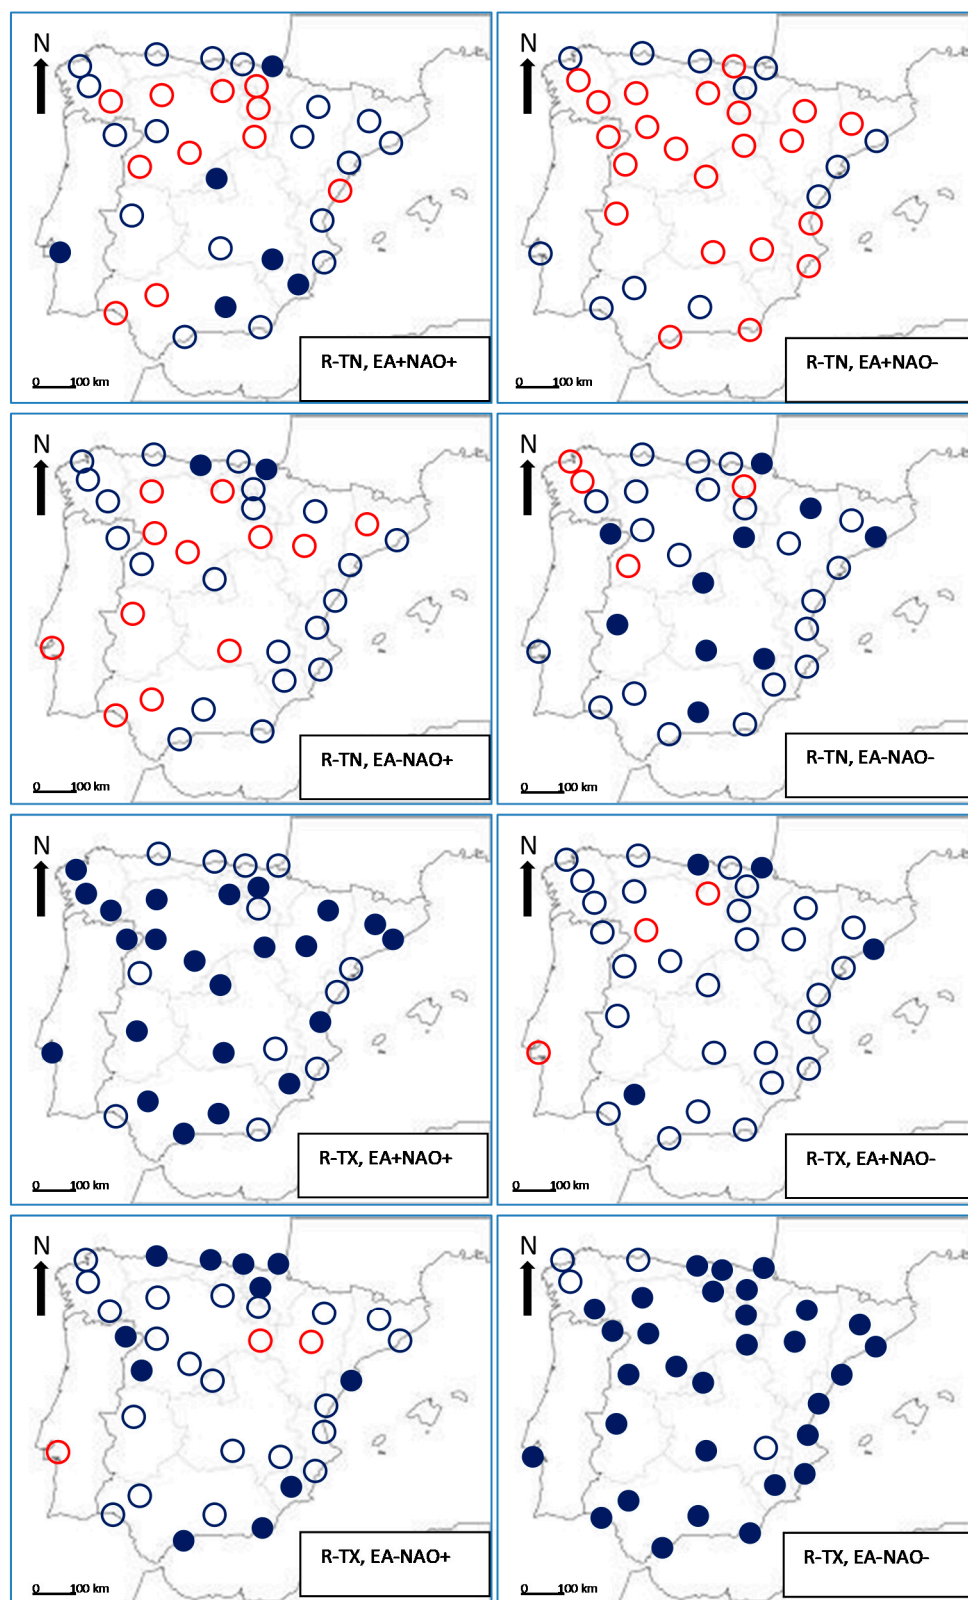 N
N
R-TN, EA+NAO+
R-TN, EA+NAO-
0 100 km
0 100 km
N
N
R-TN, EA-NAO+
R-TN, EA-NAO-
0 100 km
0 100 km
N
N
R-TX, EA+NAO+
R-TX, EA+NAO-
0 100 km
0 100 km
N
N
R-TX, EA-NAO+
R-TX, EA-NAO-
0 100 km
0 100 km